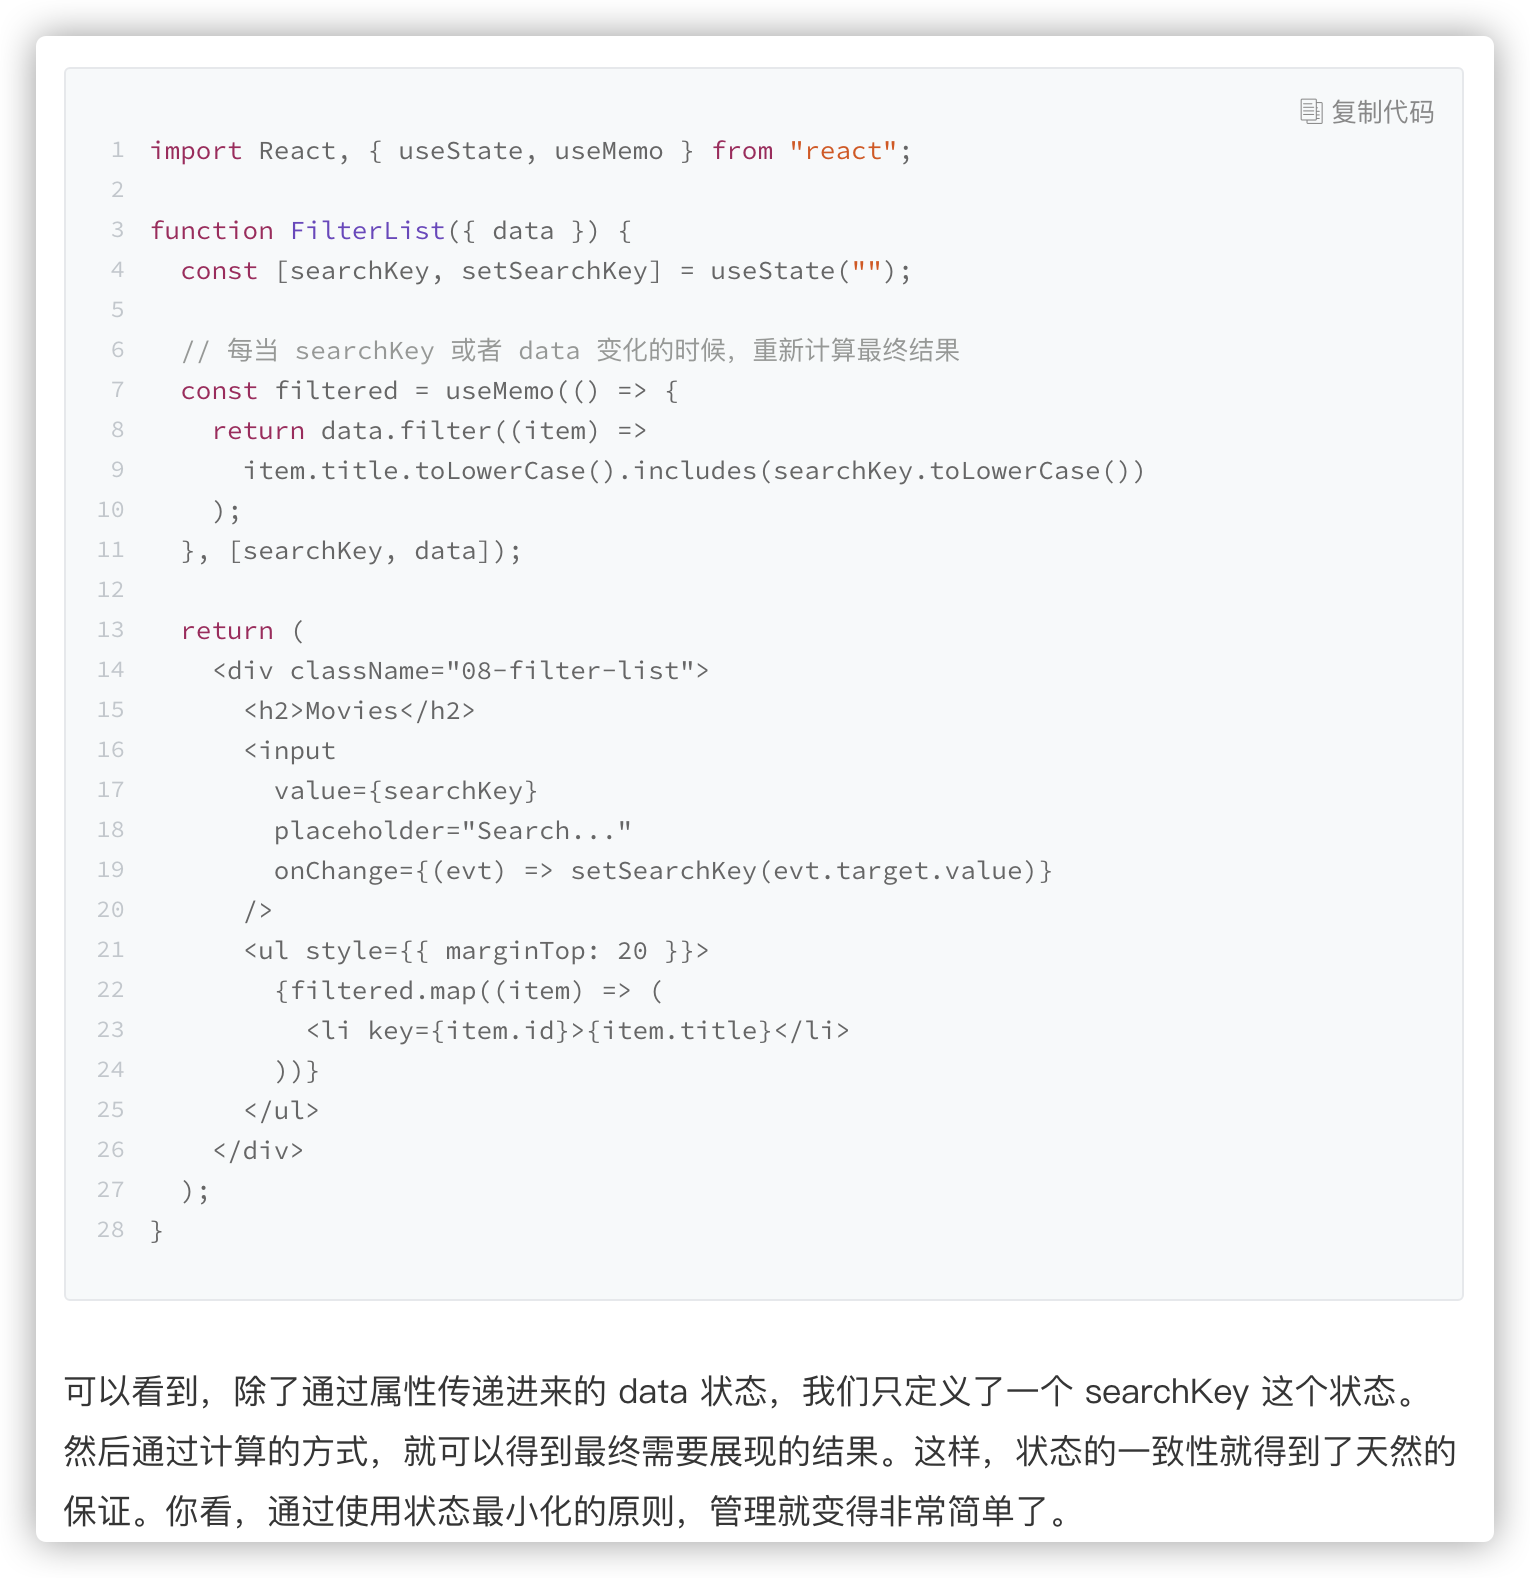 复制代码
1 import React, { useState, useMemo } from "react";
2
3 function FilterList({ data }) {
4   const [searchKey, setSearchKey] = useState("");
5
6   // 每当 searchKey 或者 data 变化的时候，重新计算最终结果
7   const filtered = useMemo(() => {
8     return data.filter((item) =>
9       item.title.toLowerCase().includes(searchKey.toLowerCase())
10     );
11   }, [searchKey, data]);
12
13   return (
14     <div className="08-filter-list">
15       <h2>Movies</h2>
16       <input
17         value={searchKey}
18         placeholder="Search..."
19         onChange={(evt) => setSearchKey(evt.target.value)}
20       />
21       <ul style={{ marginTop: 20 }}>
22         {filtered.map((item) => (
23           <li key={item.id}>{item.title}</li>
24         ))}
25       </ul>
26     </div>
27   );
28 }
可以看到，除了通过属性传递进来的 data 状态，我们只定义了一个 searchKey 这个状态。
然后通过计算的方式，就可以得到最终需要展现的结果。这样，状态的一致性就得到了天然的
保证。你看，通过使用状态最小化的原则，管理就变得非常简单了。